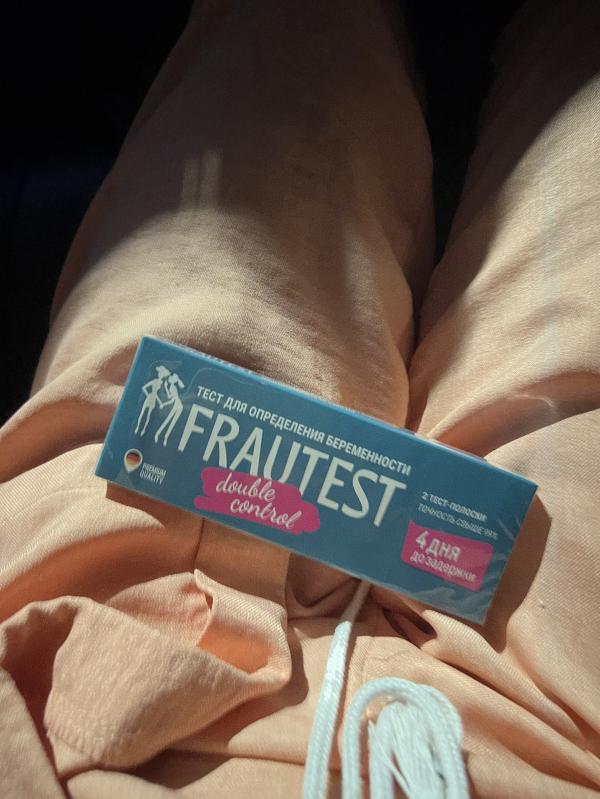 ТЕСТ ДЛЯ ОПРЕДЕЛЕНИЯ БЕРЕМЕННОСТИ
FRAUTEST
double
control
PREMIUM
QUALITY
2 ТЕСТ-ПОЛОСКИ
ТОЧНОСТЬ СВЫШЕ 99%
4 ДНЯ
до задержки